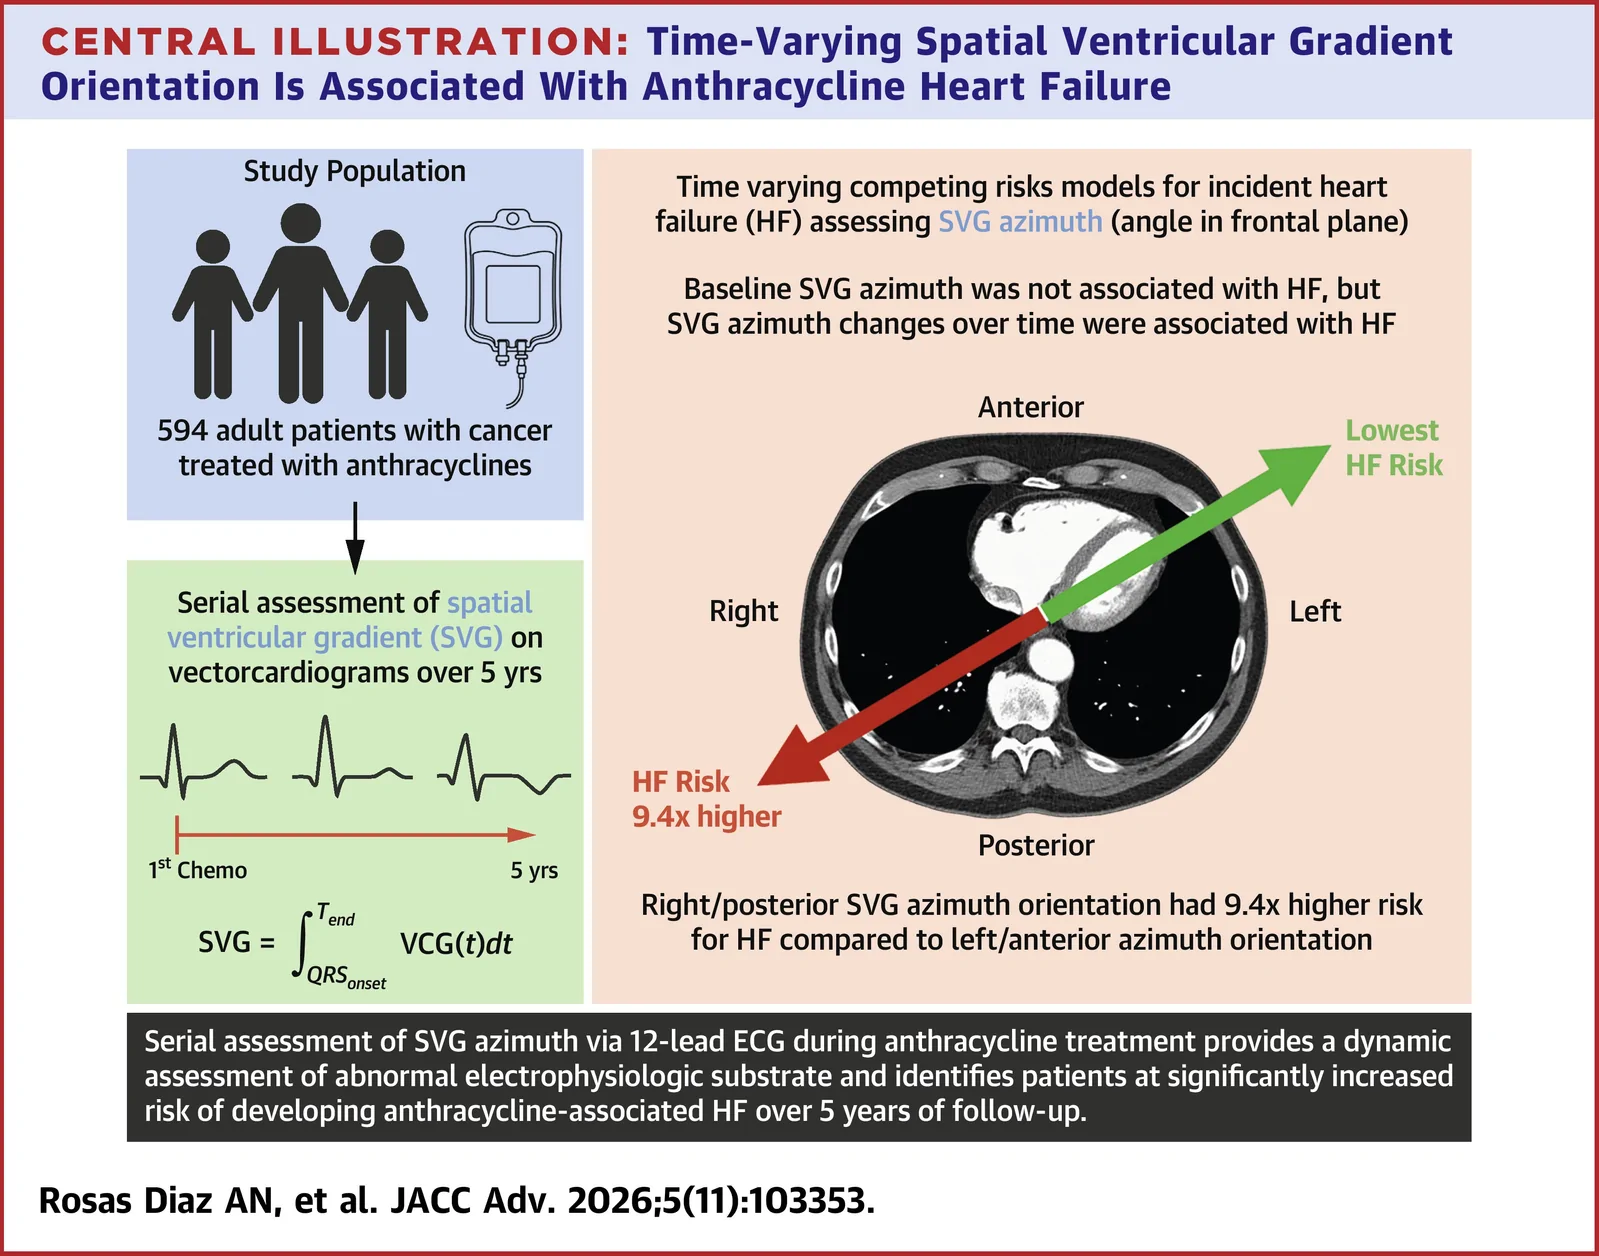 CENTRAL ILLUSTRATION: Time-Varying Spatial Ventricular Gradient
Orientation Is Associated With Anthracycline Heart Failure
Study Population
594 adult patients with cancer
treated with anthracyclines
Serial assessment of spatial
ventricular gradient (SVG) on
vectorcardiograms over 5 yrs
1st Chemo
5 yrs
SVG = ∫ QRSonset Tend VCG(t)dt
Time varying competing risks models for incident heart
failure (HF) assessing SVG azimuth (angle in frontal plane)
Baseline SVG azimuth was not associated with HF, but
SVG azimuth changes over time were associated with HF
Anterior
Lowest
HF Risk
Right
Left
HF Risk
9.4x higher
Posterior
Right/posterior SVG azimuth orientation had 9.4x higher risk
for HF compared to left/anterior azimuth orientation
Serial assessment of SVG azimuth via 12-lead ECG during anthracycline treatment provides a dynamic
assessment of abnormal electrophysiologic substrate and identifies patients at significantly increased
risk of developing anthracycline-associated HF over 5 years of follow-up.
Rosas Diaz AN, et al. JACC Adv. 2026;5(11):103353.